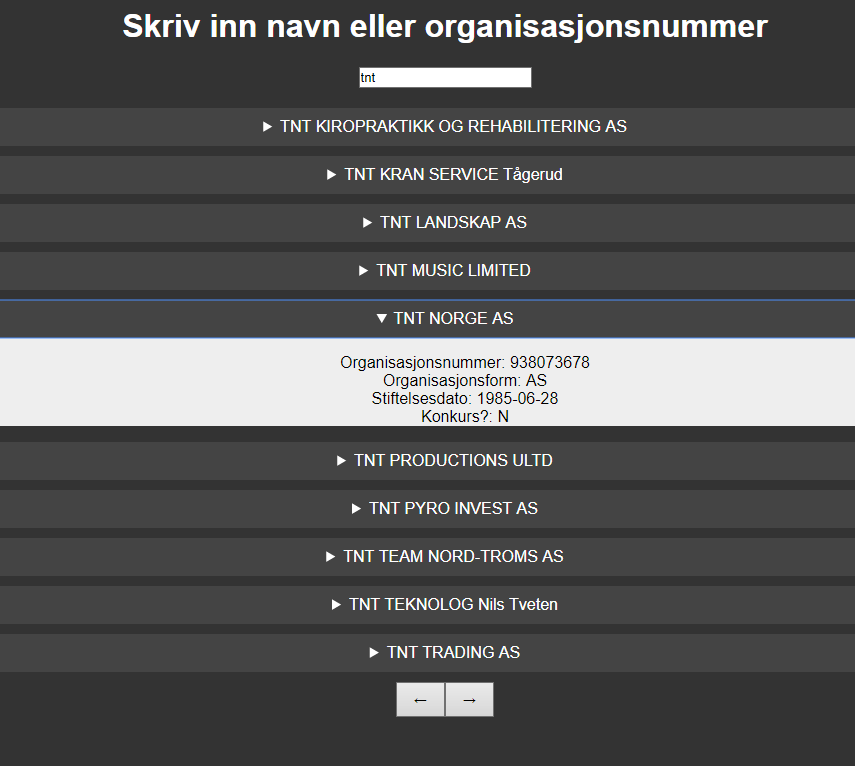 Skriv inn navn eller organisasjonsnummer
tnt
▶ TNT KIROPRAKTIKK OG REHABILITERING AS
▶ TNT KRAN SERVICE Tågerud
▶ TNT LANDSKAP AS
▶ TNT MUSIC LIMITED
▼ TNT NORGE AS
Organisasjonsnummer: 938073678
Organisasjonsform: AS
Stiftelsesdato: 1985-06-28
Konkurs?: N
▶ TNT PRODUCTIONS ULTD
▶ TNT PYRO INVEST AS
▶ TNT TEAM NORD-TROMS AS
▶ TNT TEKNOLOG Nils Tveten
▶ TNT TRADING AS
← →